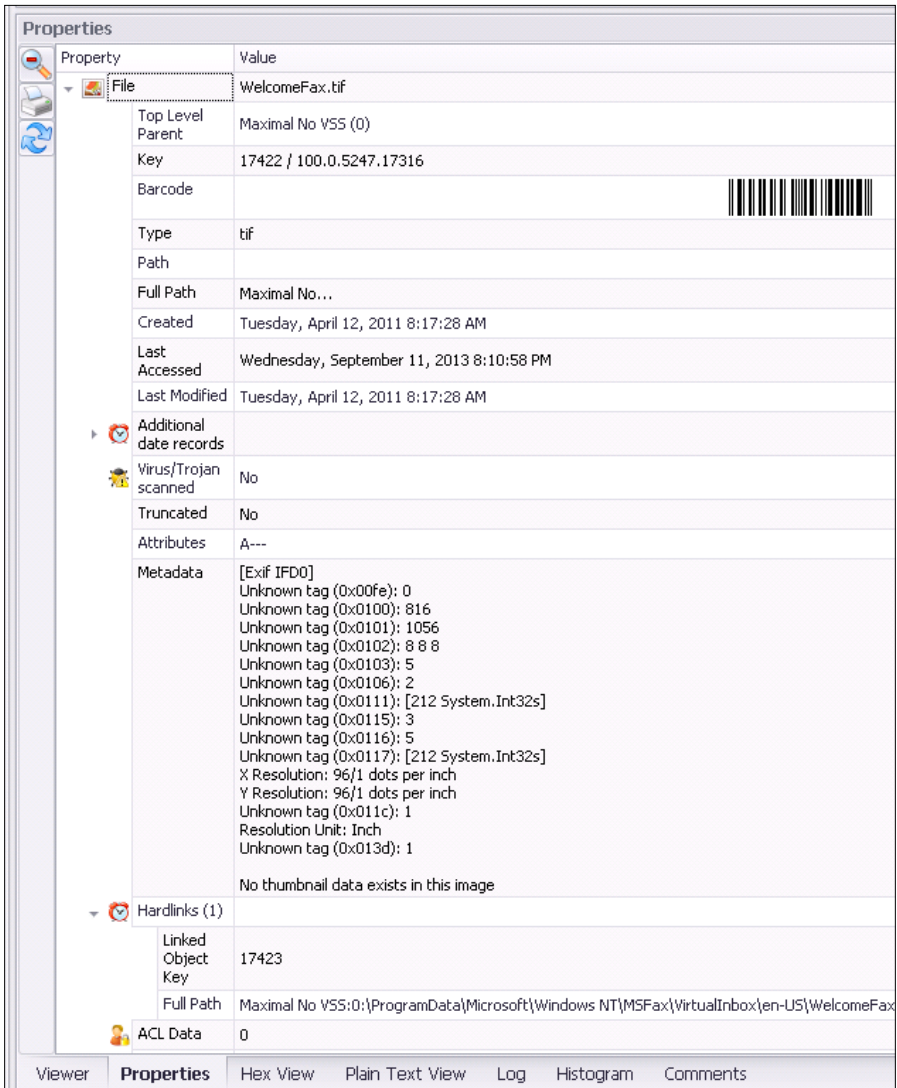 Properties
Property Value
File WelcomeFax.tif
Top Level
Parent Maximal No VSS (0)
Key 17422 / 100.0.5247.17316
Barcode
Type tif
Path
Full Path Maximal No...
Created Tuesday, April 12, 2011 8:17:28 AM
Last
Accessed Wednesday, September 11, 2013 8:10:58 PM
Last Modified Tuesday, April 12, 2011 8:17:28 AM
Additional
date records
Virus/Trojan
scanned No
Truncated No
Attributes A---
Metadata [Exif IFD0]
Unknown tag (0x00fe): 0
Unknown tag (0x0100): 816
Unknown tag (0x0101): 1056
Unknown tag (0x0102): 8 8 8
Unknown tag (0x0103): 5
Unknown tag (0x0106): 2
Unknown tag (0x0111): [212 System.Int32s]
Unknown tag (0x0115): 3
Unknown tag (0x0116): 5
Unknown tag (0x0117): [212 System.Int32s]
X Resolution: 96/1 dots per inch
Y Resolution: 96/1 dots per inch
Unknown tag (0x011c): 1
Resolution Unit: Inch
Unknown tag (0x013d): 1
No thumbnail data exists in this image
Hardlinks (1)
Linked
Object
Key 17423
Full Path Maximal No VSS:0:\ProgramData\Microsoft\Windows NT\MSFax\VirtualInbox\en-US\WelcomeFax
ACL Data 0
Viewer Properties Hex View Plain Text View Log Histogram Comments